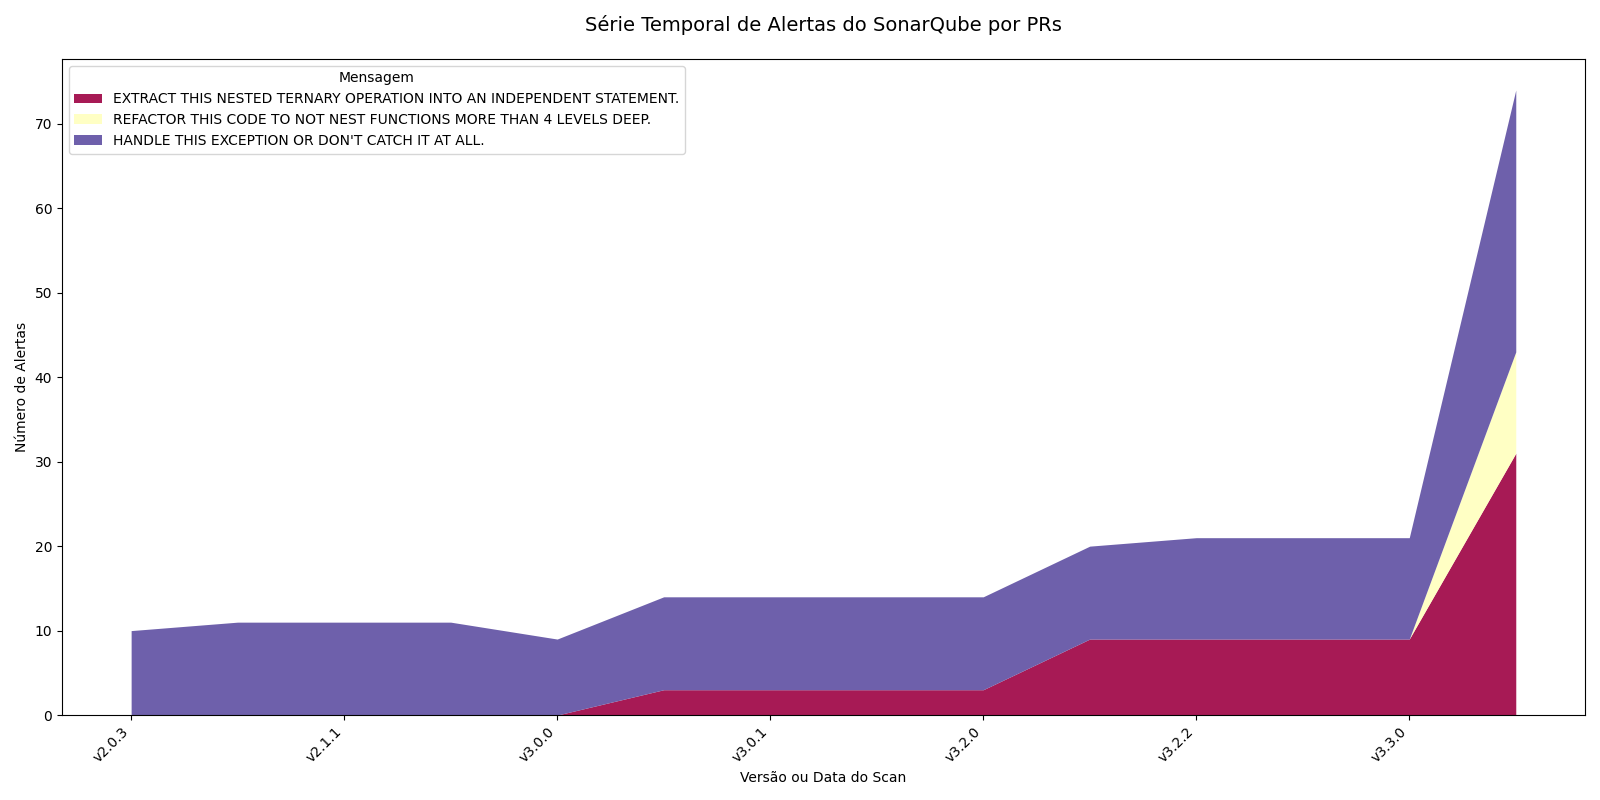 Série Temporal de Alertas do SonarQube por PRs
Mensagem
EXTRACT THIS NESTED TERNARY OPERATION INTO AN INDEPENDENT STATEMENT.
REFACTOR THIS CODE TO NOT NEST FUNCTIONS MORE THAN 4 LEVELS DEEP.
HANDLE THIS EXCEPTION OR DON'T CATCH IT AT ALL.
Número de Alertas
70
60
50
40
30
20
10
0
v2.0.3
v2.1.1
v3.0.0
v3.0.1
v3.2.0
v3.2.2
v3.3.0
Versão ou Data do Scan